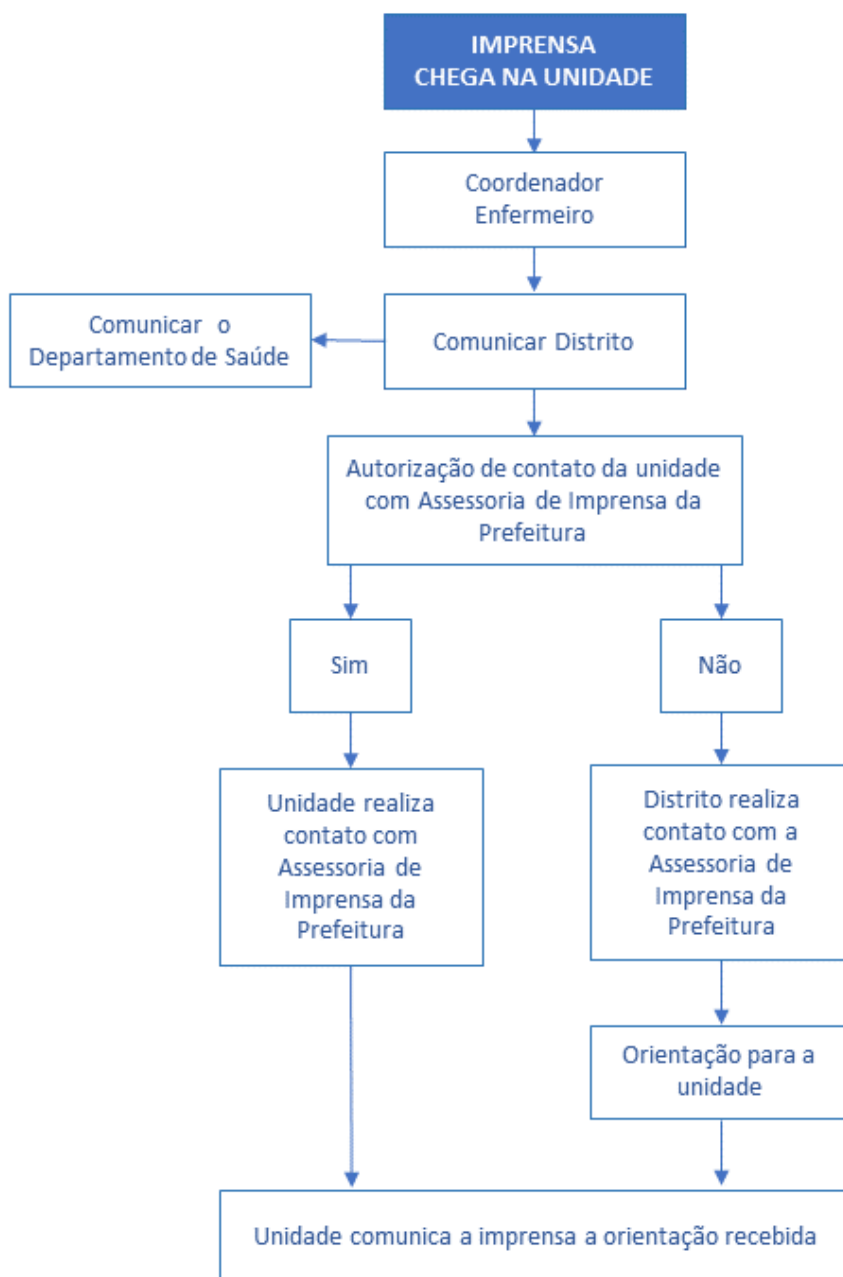 IMPRENSA
CHEGA NA UNIDADE
Coordenador
Enfermeiro
Comunicar o
Departamento de Saúde
Comunicar Distrito
Autorização de contato da unidade
com Assessoria de Imprensa da
Prefeitura
Sim
Não
Unidade realiza
contato com
Assessoria de
Imprensa da
Prefeitura
Distrito realiza
contato com a
Assessoria de
Imprensa da
Prefeitura
Orientação para a
unidade
Unidade comunica a imprensa a orientação recebida